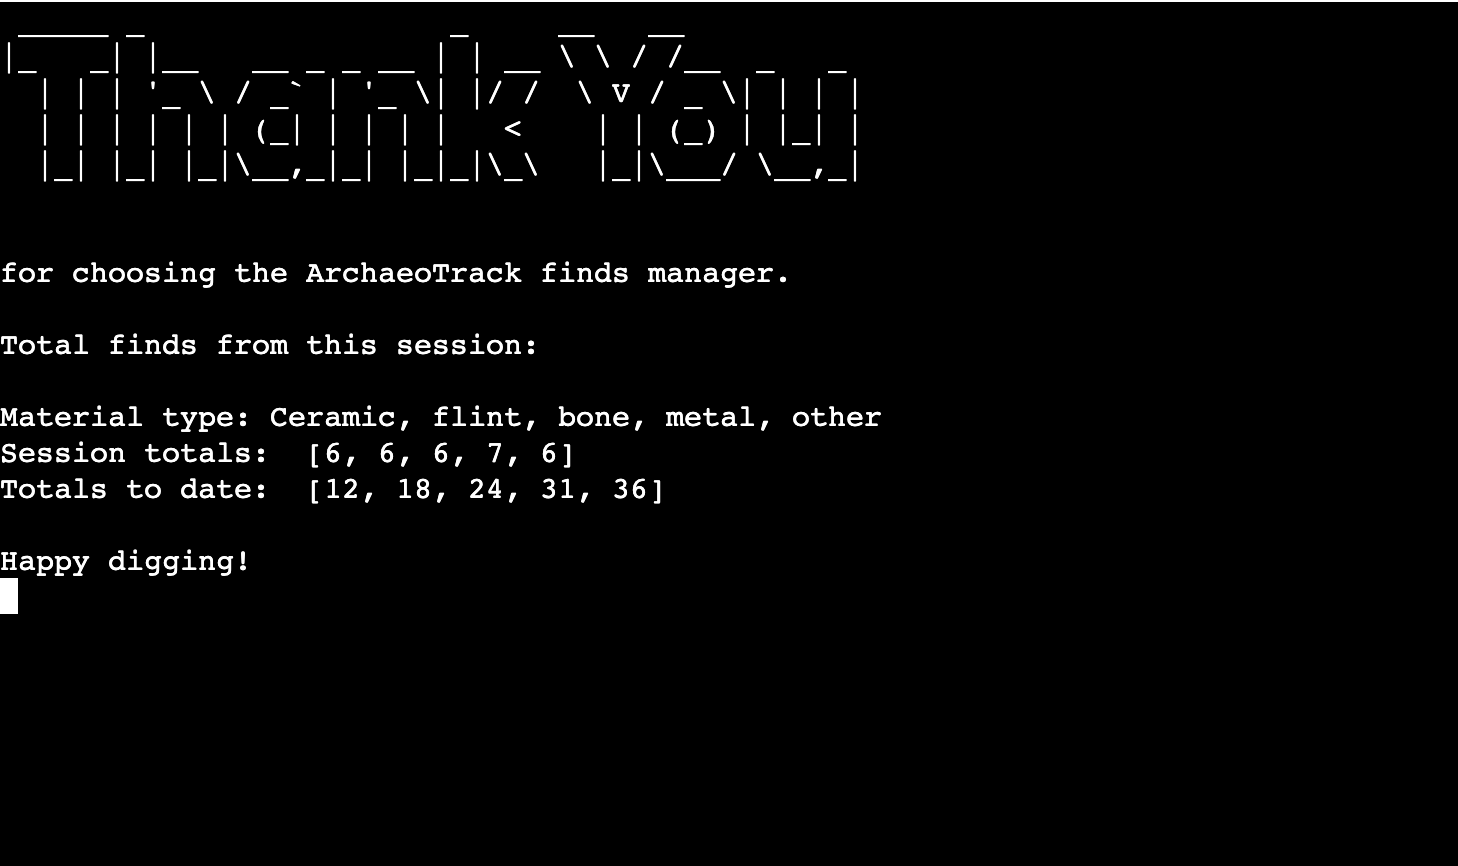 Thank You
for choosing the ArchaeoTrack finds manager.
Total finds from this session:
Material type: Ceramic, flint, bone, metal, other
Session totals:  [6, 6, 6, 7, 6]
Totals to date:  [12, 18, 24, 31, 36]
Happy digging!